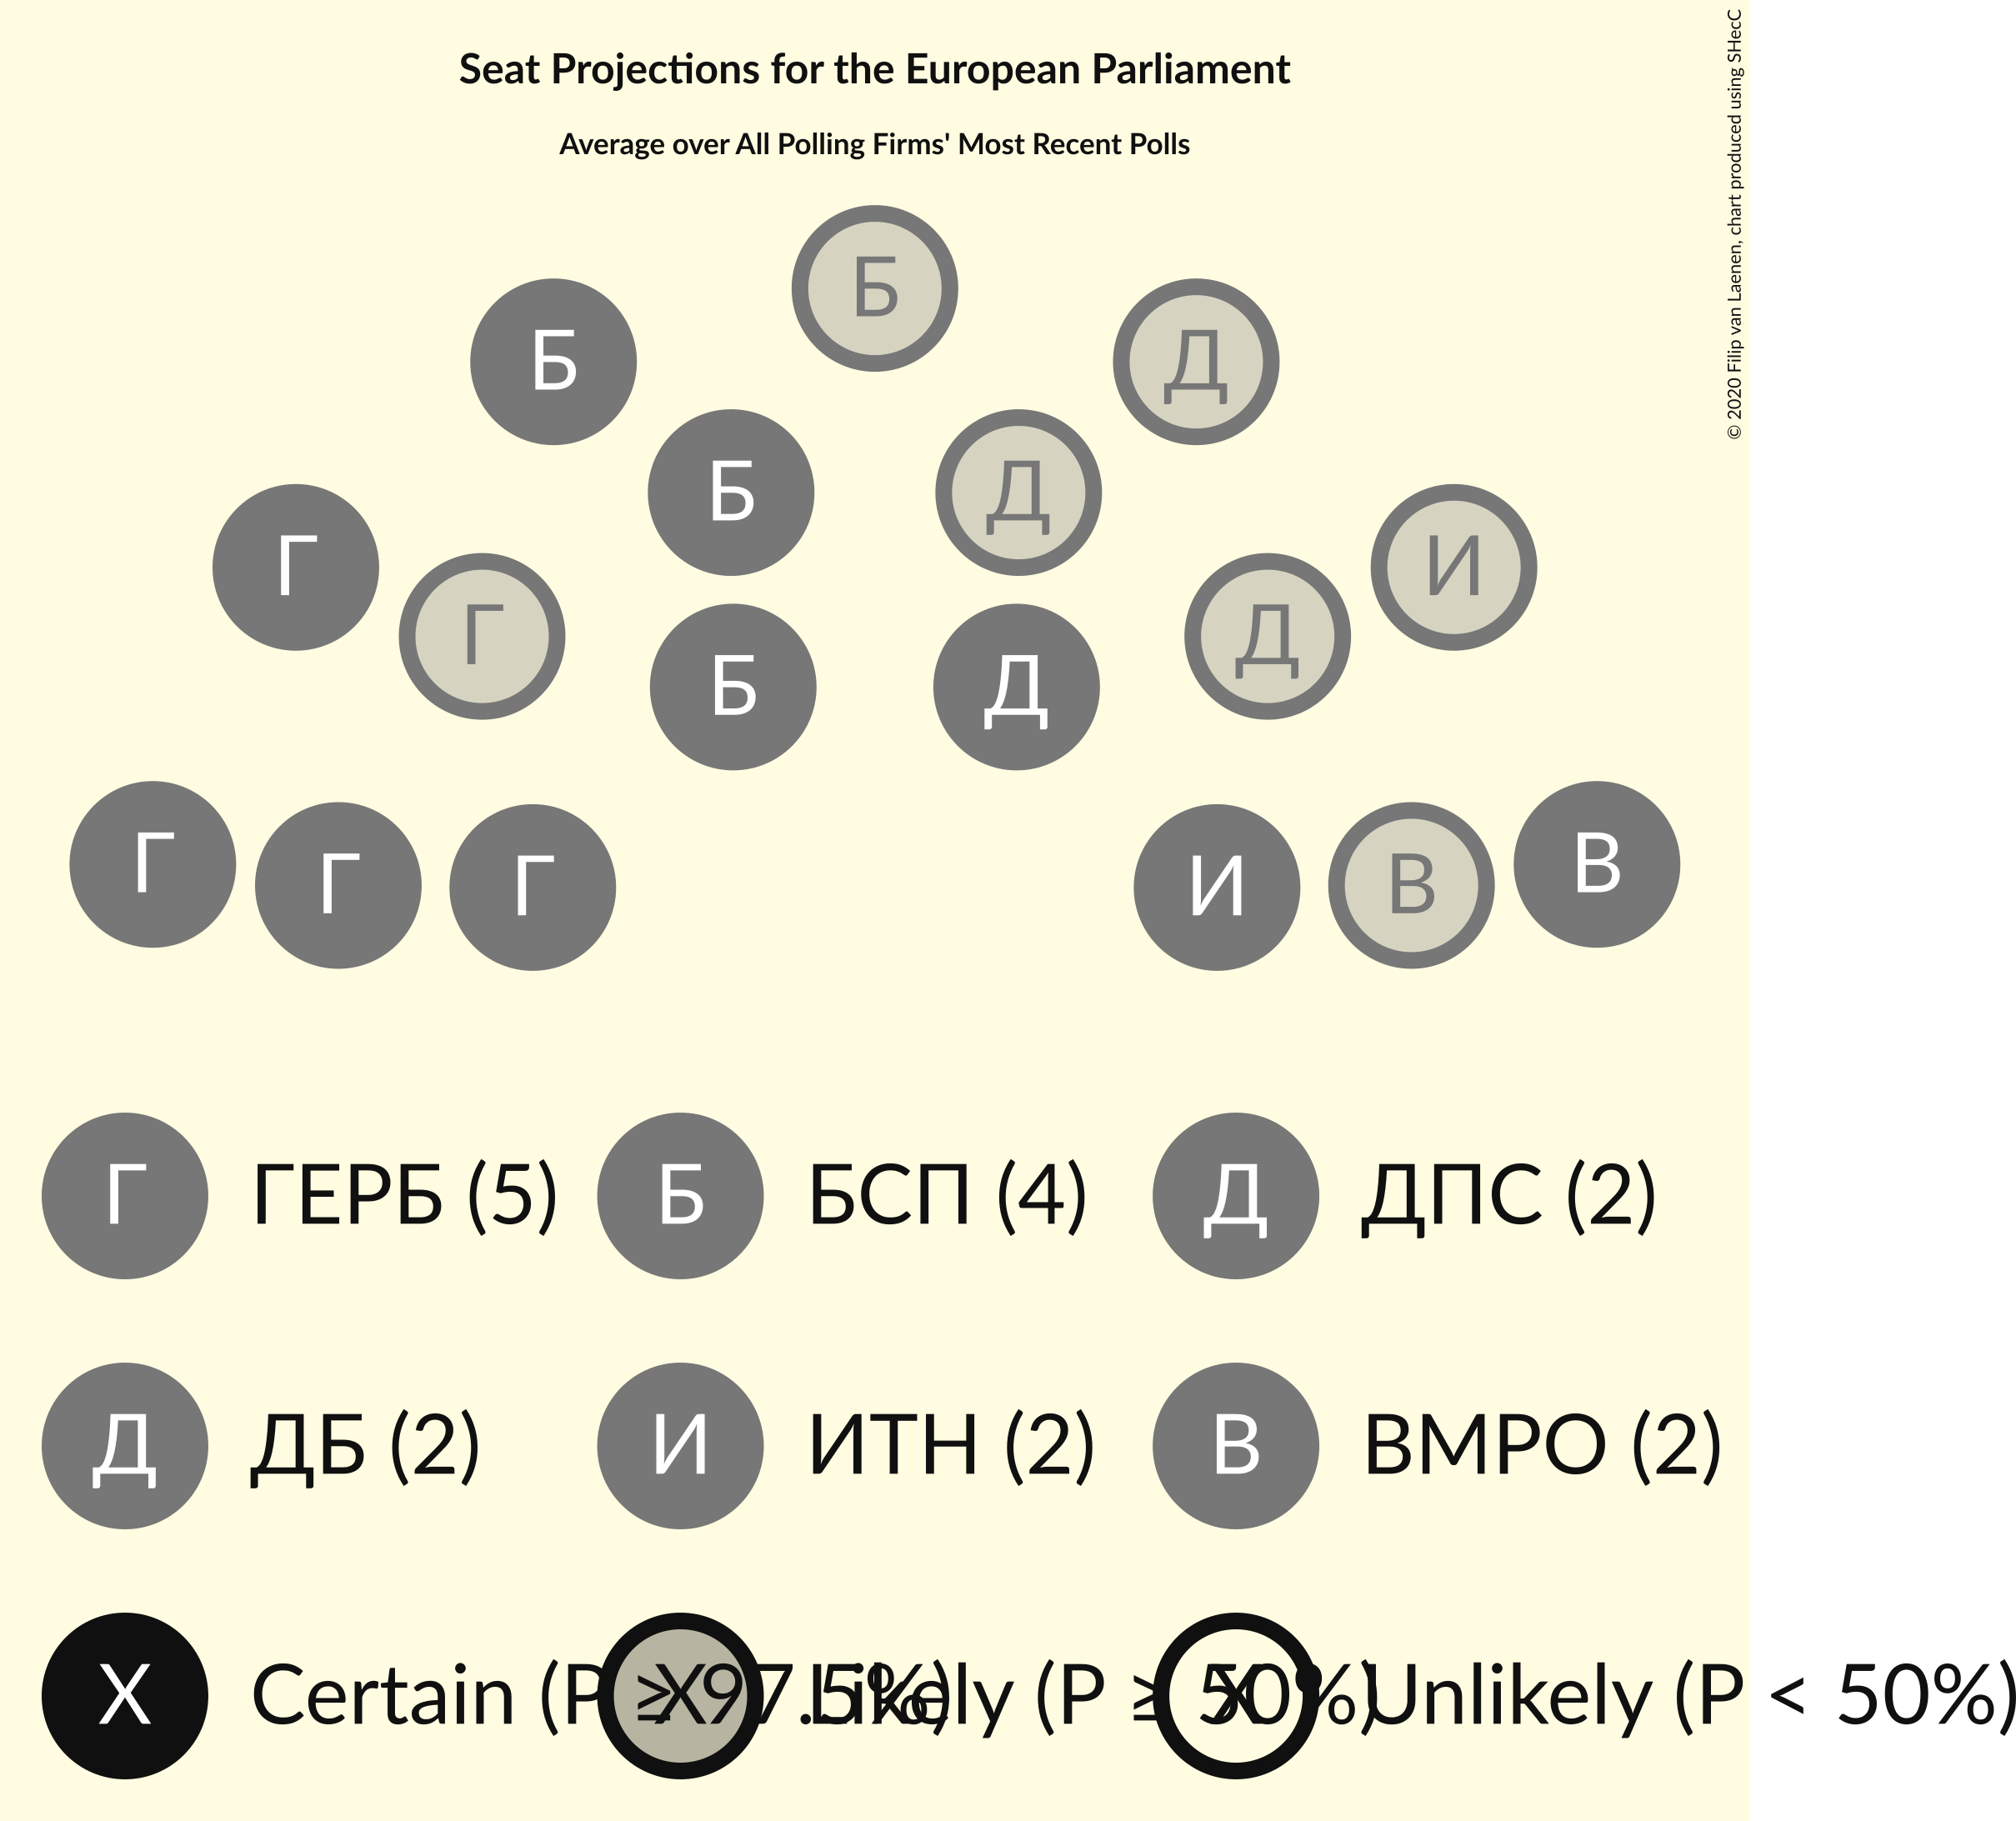 Seat Projections for the European Parliament
Average over All Polling Firms' Most Recent Polls
© 2020 Filip van Laenen, chart produced using SHecC
Б
Б
Д
Б
Д
Г
И
Г
Д
Б
Д
Г
Г
Г
И
В
В
Г ГЕРБ (5)
Б БСП (4)
Д ДПС (2)
Д ДБ (2)
И ИТН (2)
В ВМРО (2)
X Certain (P ≥ 97.5%)
X Likely (P ≥ 50%)
X Unlikely (P < 50%)